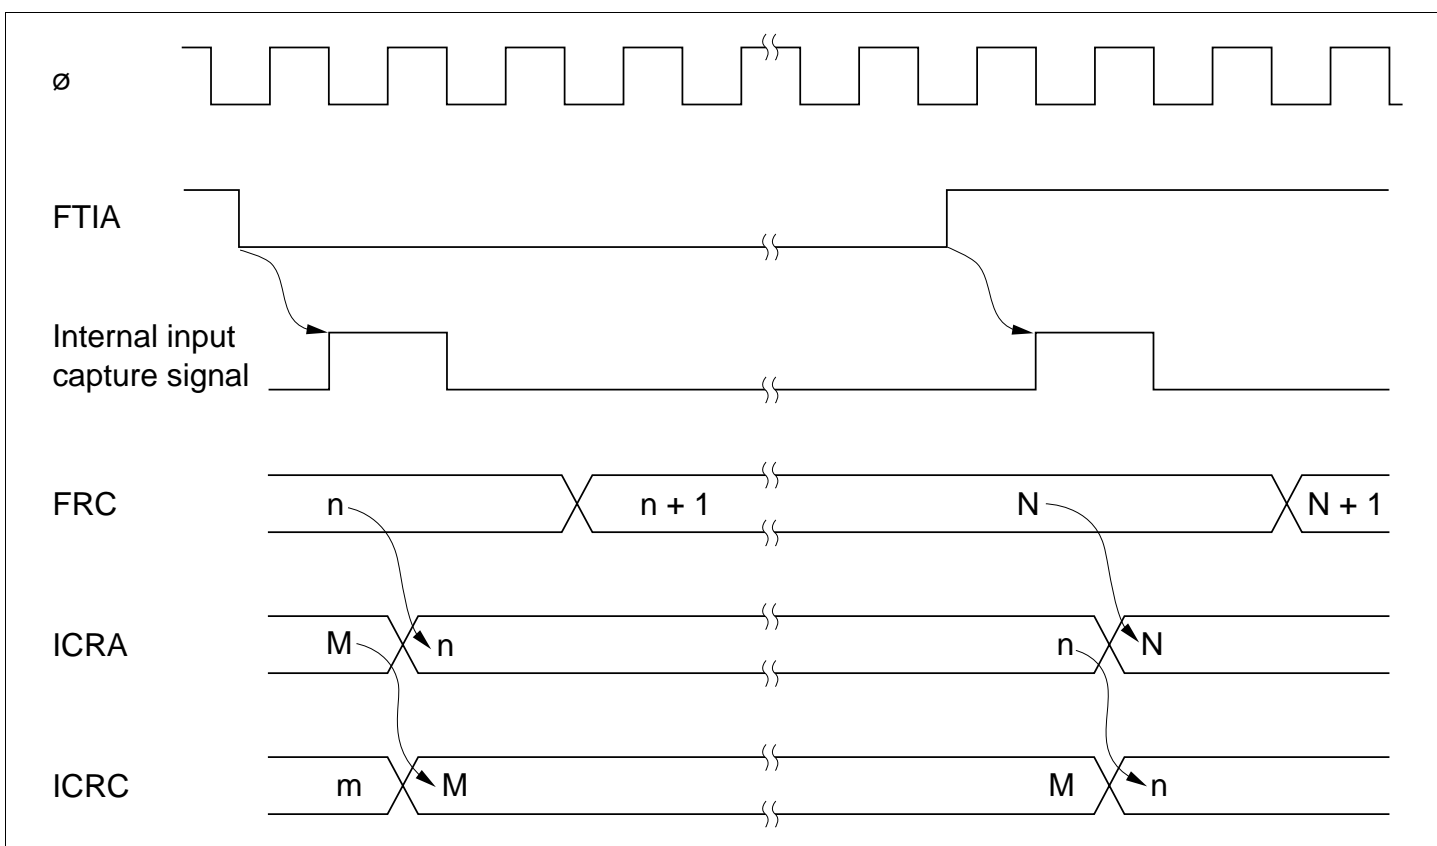 ø
FTIA
Internal input
capture signal
FRC n n + 1 N N + 1
ICRA M n n N
ICRC m M M n